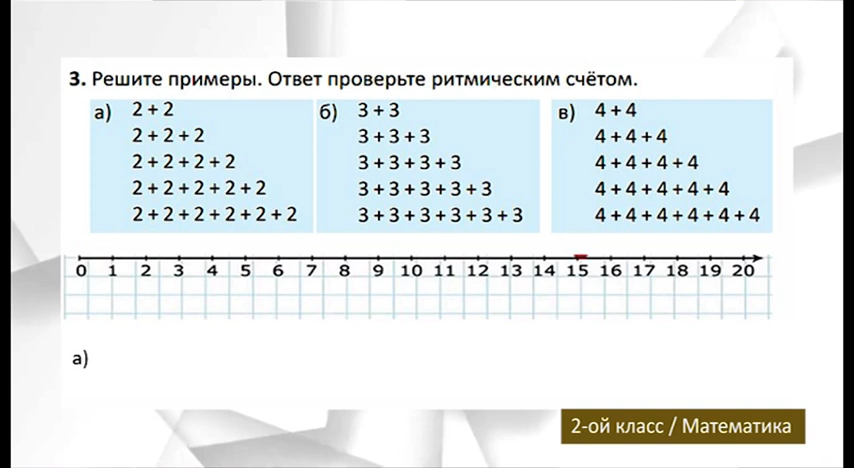 3. Решите примеры. Ответ проверьте ритмическим счётом.
а) 2 + 2
2 + 2 + 2
2 + 2 + 2 + 2
2 + 2 + 2 + 2 + 2
2 + 2 + 2 + 2 + 2 + 2
б) 3 + 3
3 + 3 + 3
3 + 3 + 3 + 3
3 + 3 + 3 + 3 + 3
3 + 3 + 3 + 3 + 3 + 3
в) 4 + 4
4 + 4 + 4
4 + 4 + 4 + 4
4 + 4 + 4 + 4 + 4
4 + 4 + 4 + 4 + 4 + 4
0 1 2 3 4 5 6 7 8 9 10 11 12 13 14 15 16 17 18 19 20
а)
2-ой класс / Математика